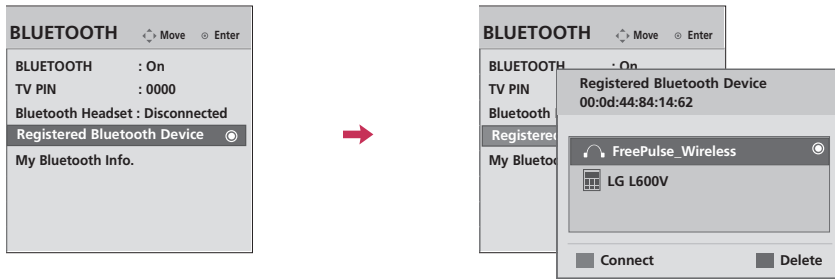 BLUETOOTH Move Enter
BLUETOOTH : On
TV PIN : 0000
Bluetooth Headset : Disconnected
Registered Bluetooth Device
My Bluetooth Info.
BLUETOOTH Move Enter
BLUETOOTH : On
TV PIN
Bluetooth
Registered
My Bluetoo
Registered Bluetooth Device
00:0d:44:84:14:62
FreePulse_Wireless
LG L600V
Connect Delete